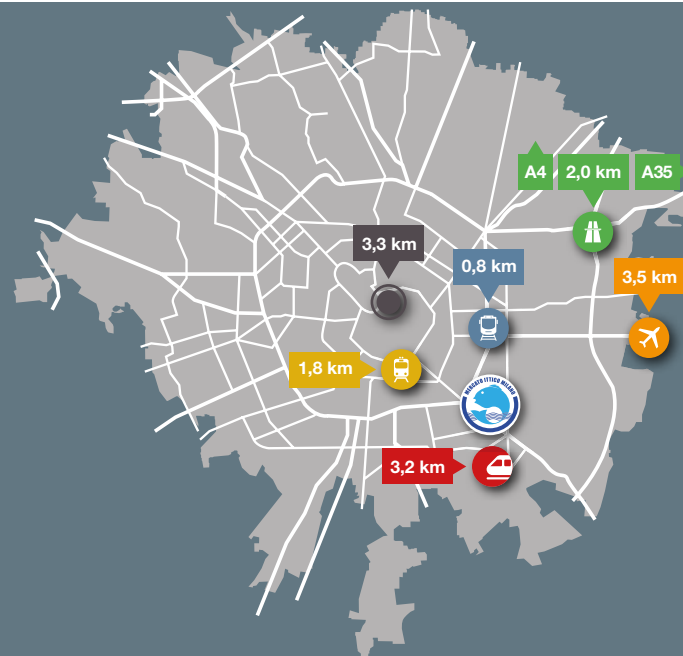 A4 2,0 km A35
3,3 km
0,8 km
3,5 km
1,8 km
MERCATO ITTICO MILANO
3,2 km